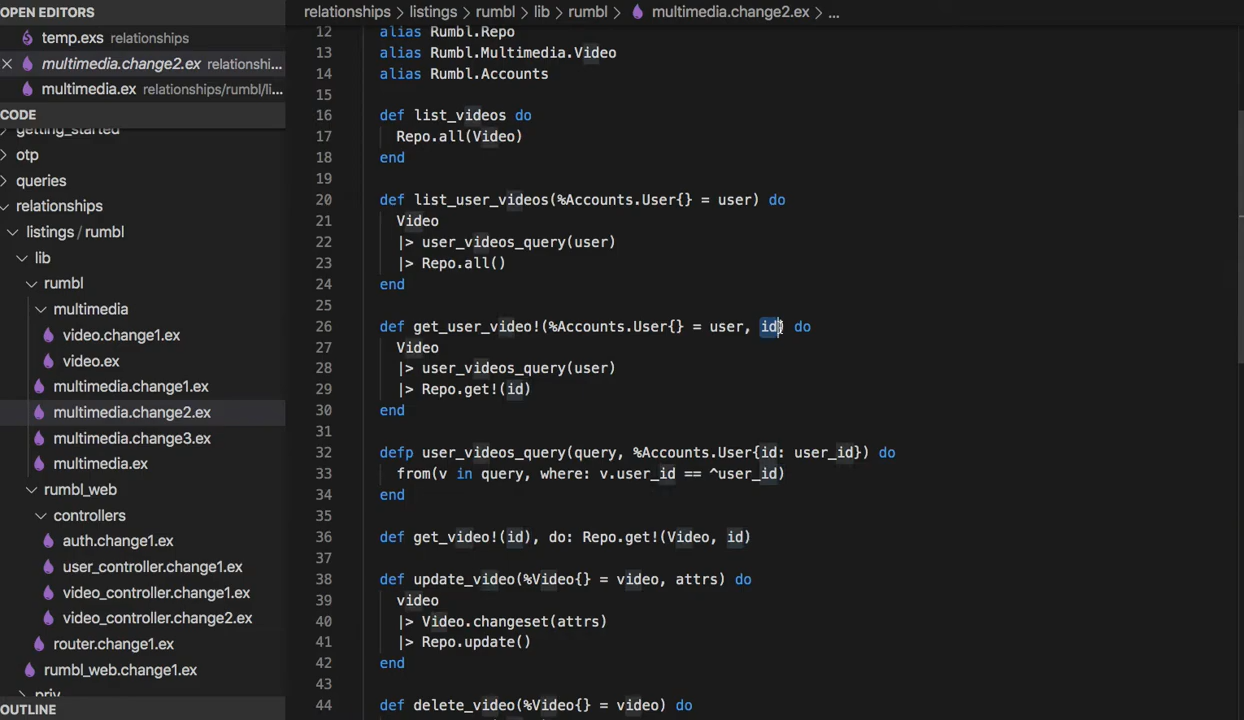 OPEN EDITORS
temp.exs relationships
multimedia.change2.ex relationshi...
multimedia.ex relationships/rumbl/li...
CODE
getting_started
otp
queries
relationships
listings / rumbl
lib
rumbl
multimedia
video.change1.ex
video.ex
multimedia.change1.ex
multimedia.change2.ex
multimedia.change3.ex
multimedia.ex
rumbl_web
controllers
auth.change1.ex
user_controller.change1.ex
video_controller.change1.ex
video_controller.change2.ex
router.change1.ex
rumbl_web.change1.ex
priv
OUTLINE
relationships > listings > rumbl > lib > rumbl > multimedia.change2.ex > ...
12 alias Rumbl.Repo
13 alias Rumbl.Multimedia.Video
14 alias Rumbl.Accounts
15
16 def list_videos do
17 Repo.all(Video)
18 end
19
20 def list_user_videos(%Accounts.User{} = user) do
21 Video
22 |> user_videos_query(user)
23 |> Repo.all()
24 end
25
26 def get_user_video!(%Accounts.User{} = user, id) do
27 Video
28 |> user_videos_query(user)
29 |> Repo.get!(id)
30 end
31
32 defp user_videos_query(query, %Accounts.User{id: user_id}) do
33 from(v in query, where: v.user_id == ^user_id)
34 end
35
36 def get_video!(id), do: Repo.get!(Video, id)
37
38 def update_video(%Video{} = video, attrs) do
39 video
40 |> Video.changeset(attrs)
41 |> Repo.update()
42 end
43
44 def delete_video(%Video{} = video) do